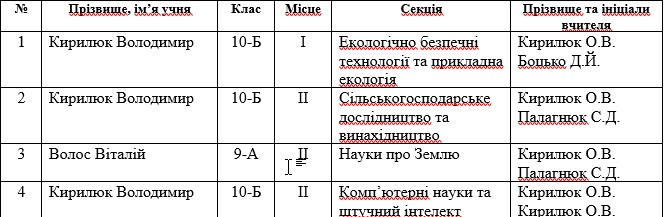 № Прізвище, ім’я учня Клас Місце Секція Прізвище та ініціали вчителя
1 Кирилюк Володимир 10-Б І Екологічно безпечні Кирилюк О.В.
технології та прикладна Боцько Д.Й.
екологія
2 Кирилюк Володимир 10-Б ІІ Сільськогосподарське Кирилюк О.В.
дослідництво та Палагнюк С.Д.
винахідництво
3 Волос Віталій 9-А ІІ Науки про Землю Кирилюк О.В.
Палагнюк С.Д.
4 Кирилюк Володимир 10-Б ІІ Комп’ютерні науки та Кирилюк О.В.
штучний інтелект Кирилюк О.В.